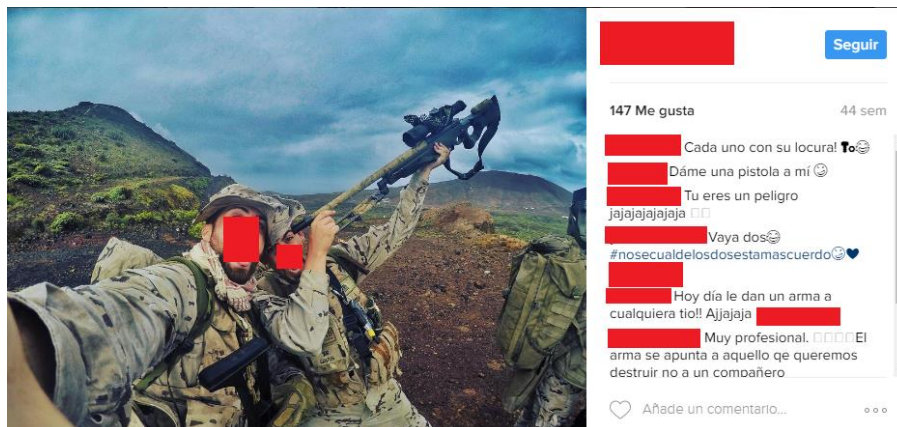 Seguir
147 Me gusta 44 sem
Cada uno con su locura! To😂
Dáme una pistola a mí 🙄
Tu eres un peligro
jajajajajajaja
Vaya dos😂
#nosecualdelosdosestamascuerdo🙄♥
Hoy día le dan un arma a
cualquiera tio!! Ajjajaja
Muy profesional. El
arma se apunta a aquello qe queremos
destruir no a un compañero
Añade un comentario...